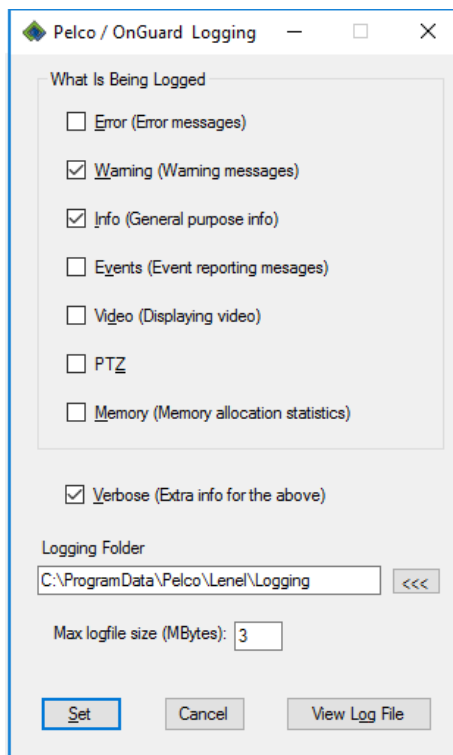 Pelco / OnGuard Logging
What Is Being Logged
Error (Error messages)
Warning (Warning messages)
Info (General purpose info)
Events (Event reporting mesages)
Video (Displaying video)
PTZ
Memory (Memory allocation statistics)
Verbose (Extra info for the above)
Logging Folder
C:\ProgramData\Pelco\Lenel\Logging <<<
Max logfile size (MBytes): 3
Set Cancel View Log File